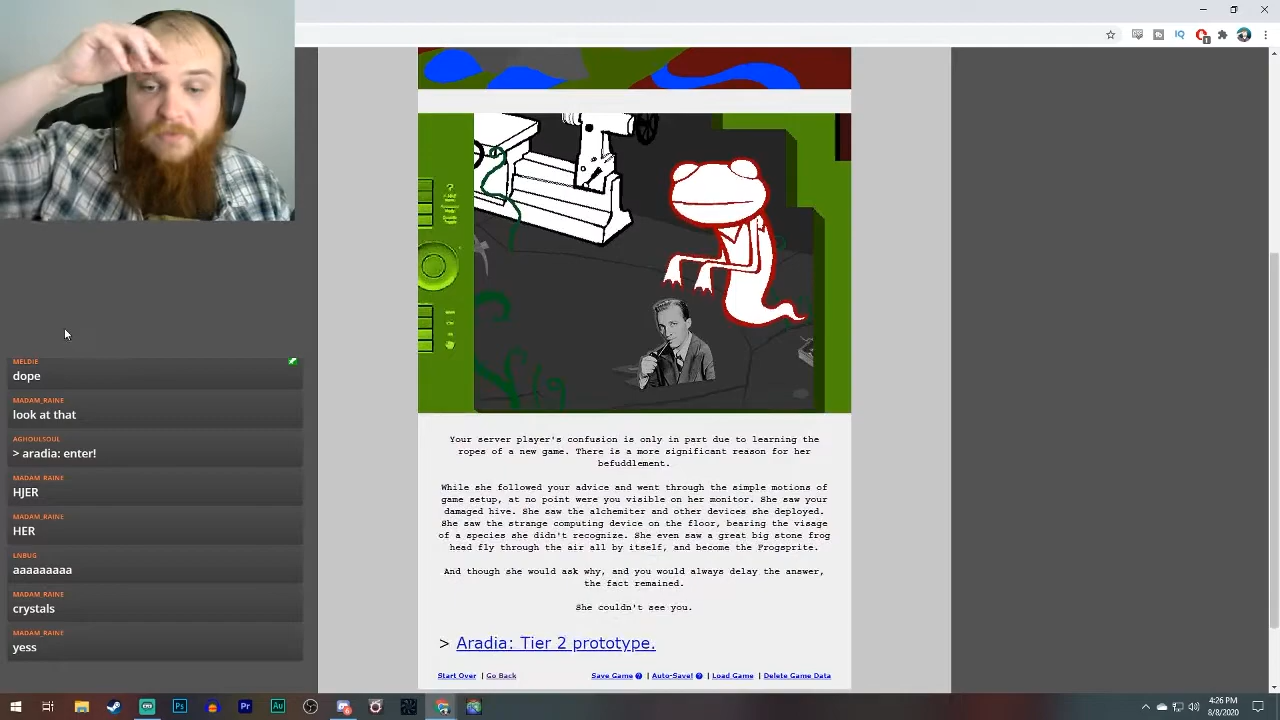 MELDIE
dope
MADAM_RAINE
look at that
AGHOULSOUL
> aradia: enter!
MADAM_RAINE
HJER
MADAM_RAINE
HER
LNBUG
aaaaaaaaa
MADAM_RAINE
crystals
MADAM_RAINE
yess
Your server player's confusion is only in part due to learning the
ropes of a new game. There is a more significant reason for her
befuddlement.
While she followed your advice and went through the simple motions of
game setup, at no point were you visible on her monitor. She saw your
damaged hive. She saw the alchemiter and other devices she deployed.
She saw the strange computing device on the floor, bearing the visage
of a species she didn't recognize. She even saw a great big stone frog
head fly through the air all by itself, and become the Frogsprite.
And though she would ask why, and you would always delay the answer,
the fact remained.
She couldn't see you.
> Aradia: Tier 2 prototype.
Start Over | Go Back
Save Game ? | Auto-Save! ? | Load Game | Delete Game Data
IQ
1
?
Ps
Pr
Au
4:26 PM
8/8/2020